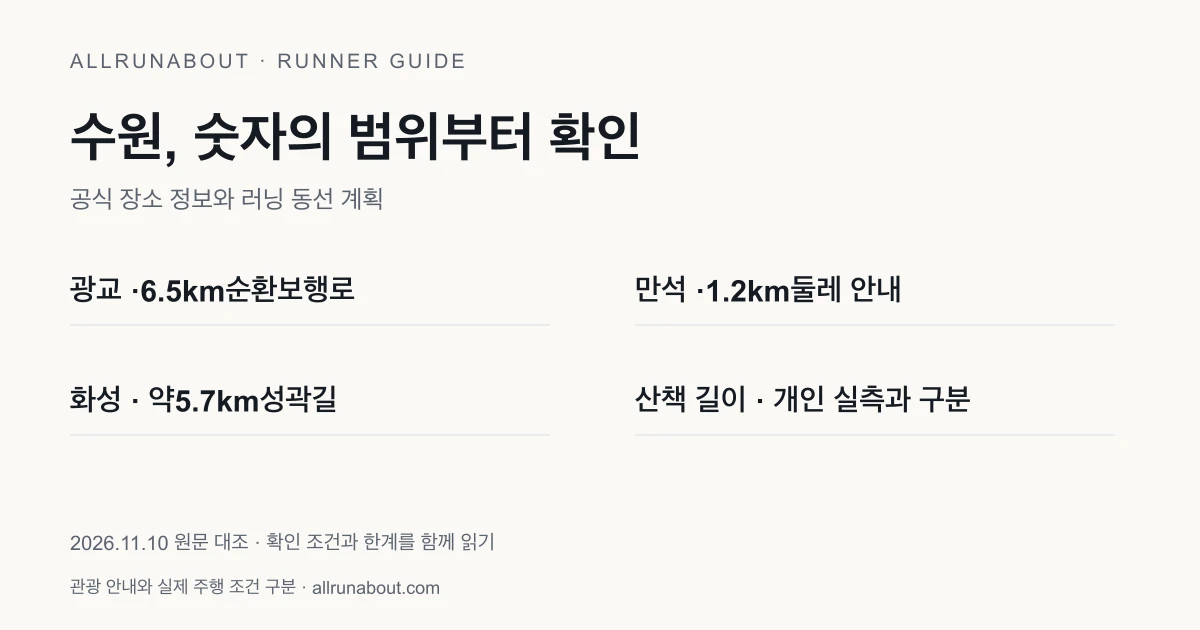 ALLRUNABOUT · RUNNER GUIDE
수원, 숫자의 범위부터 확인
공식 장소 정보와 러닝 동선 계획
광교 ·6.5km순환보행로
만석 ·1.2km둘레 안내
화성 · 약5.7km성곽길
산책 길이 · 개인 실측과 구분
2026.11.10 원문 대조 · 확인 조건과 한계를 함께 읽기
관광 안내와 실제 주행 조건 구분 · allrunabout.com